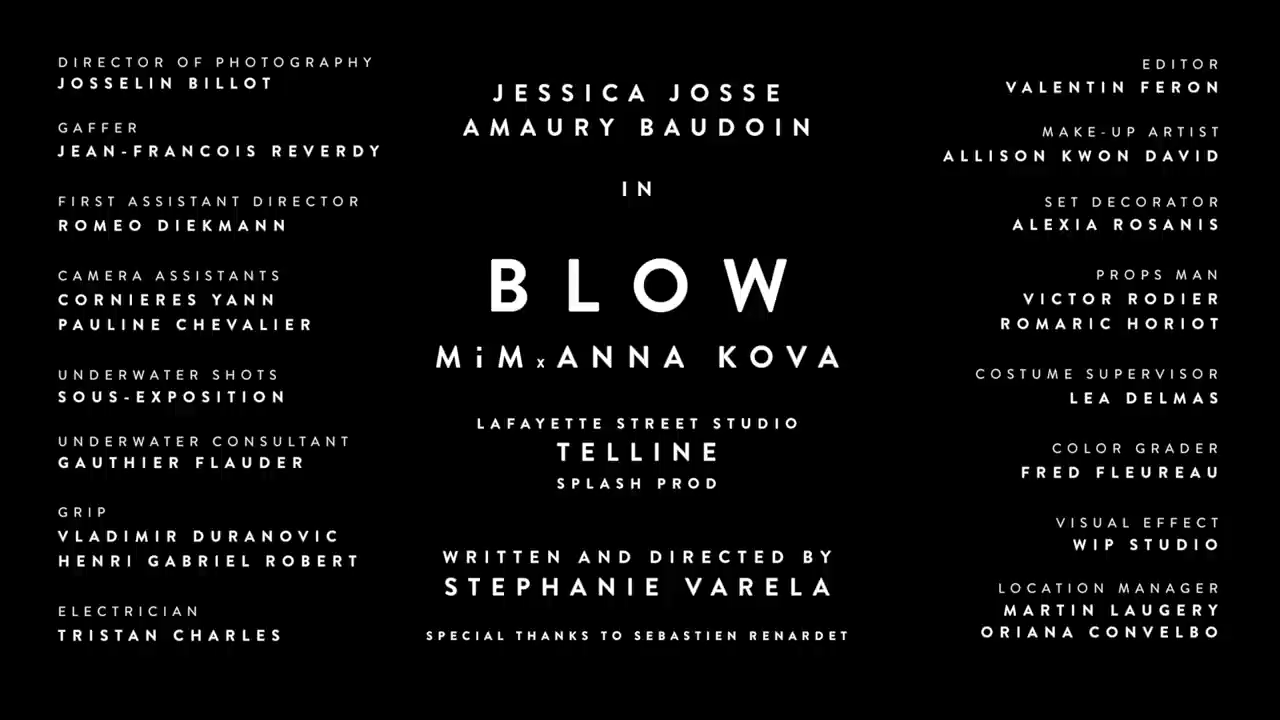 DIRECTOR OF PHOTOGRAPHY
JOSSELIN BILLOT
GAFFER
JEAN-FRANCOIS REVERDY
FIRST ASSISTANT DIRECTOR
ROMEO DIEKMANN
CAMERA ASSISTANTS
CORNIERES YANN
PAULINE CHEVALIER
UNDERWATER SHOTS
SOUS-EXPOSITION
UNDERWATER CONSULTANT
GAUTHIER FLAUDER
GRIP
VLADIMIR DURANOVIC
HENRI GABRIEL ROBERT
ELECTRICIAN
TRISTAN CHARLES
JESSICA JOSSE
AMAURY BAUDOIN
IN
BLOW
MiM x ANNA KOVA
LAFAYETTE STREET STUDIO
TELLINE
SPLASH PROD
WRITTEN AND DIRECTED BY
STEPHANIE VARELA
SPECIAL THANKS TO SEBASTIEN RENARDET
EDITOR
VALENTIN FERON
MAKE-UP ARTIST
ALLISON KWON DAVID
SET DECORATOR
ALEXIA ROSANIS
PROPS MAN
VICTOR RODIER
ROMARIC HORIOT
COSTUME SUPERVISOR
LEA DELMAS
COLOR GRADER
FRED FLEUREAU
VISUAL EFFECT
WIP STUDIO
LOCATION MANAGER
MARTIN LAUGERY
ORIANA CONVELBO